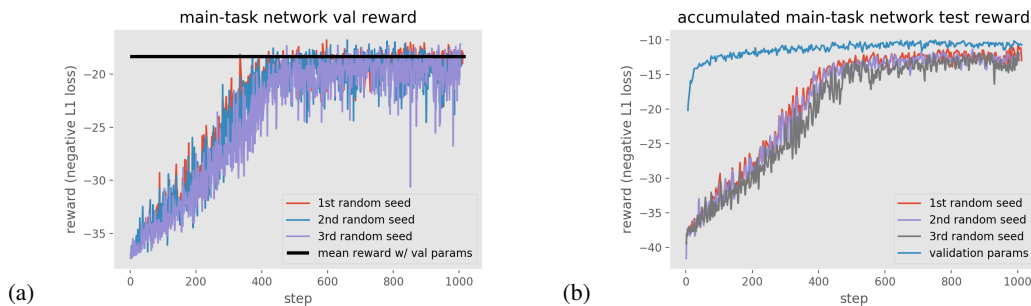 main-task network val reward
reward (negative L1 loss)
−20
−25
−30
−35
0
200
400
600
800
1000
step
1st random seed
2nd random seed
3rd random seed
mean reward w/ val params
(a)
accumulated main-task network test reward
reward (negative L1 loss)
−10
−15
−20
−25
−30
−35
−40
0
200
400
600
800
1000
step
1st random seed
2nd random seed
3rd random seed
validation params
(b)